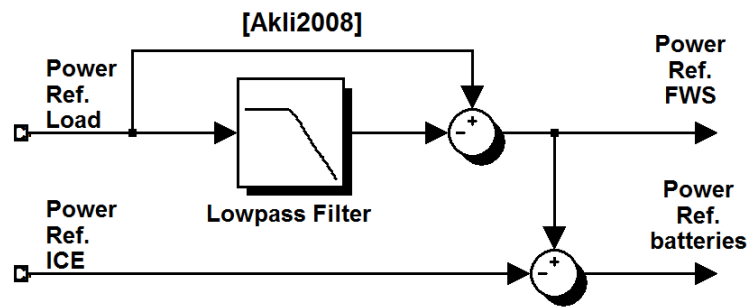 [Akli2008]
Power
Ref.
Load
Power
Ref.
FWS
+
-
Lowpass Filter
Power
Ref.
ICE
Power
Ref.
batteries
+
-